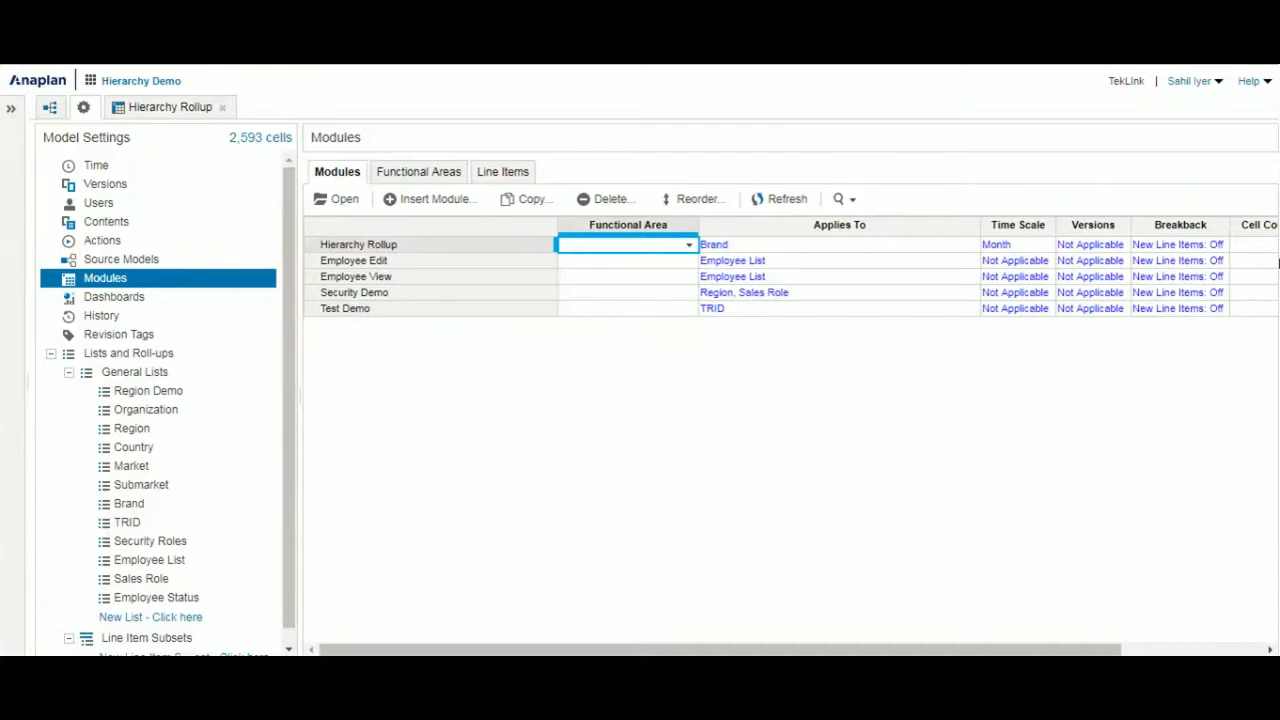 Anaplan Hierarchy Demo TekLink | Sahil Iyer Help
Hierarchy Rollup
Model Settings 2,593 cells
Time
Versions
Users
Contents
Actions
Source Models
Modules
Dashboards
History
Revision Tags
Lists and Roll-ups
General Lists
Region Demo
Organization
Region
Country
Market
Submarket
Brand
TRID
Security Roles
Employee List
Sales Role
Employee Status
New List - Click here
Line Item Subsets
Modules
Modules Functional Areas Line Items
Open Insert Module... Copy... Delete... Reorder... Refresh
Functional Area Applies To Time Scale Versions Breakback Cell Co
Hierarchy Rollup Brand Month Not Applicable New Line Items: Off
Employee Edit Employee List Not Applicable Not Applicable New Line Items: Off
Employee View Employee List Not Applicable Not Applicable New Line Items: Off
Security Demo Region, Sales Role Not Applicable Not Applicable New Line Items: Off
Test Demo TRID Not Applicable Not Applicable New Line Items: Off